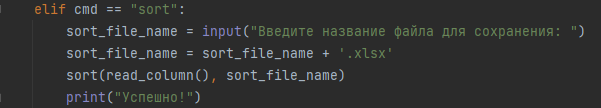 elif cmd == "sort":
sort_file_name = input("Введите название файла для сохранения: ")
sort_file_name = sort_file_name + '.xlsx'
sort(read_column(), sort_file_name)
print("Успешно!")